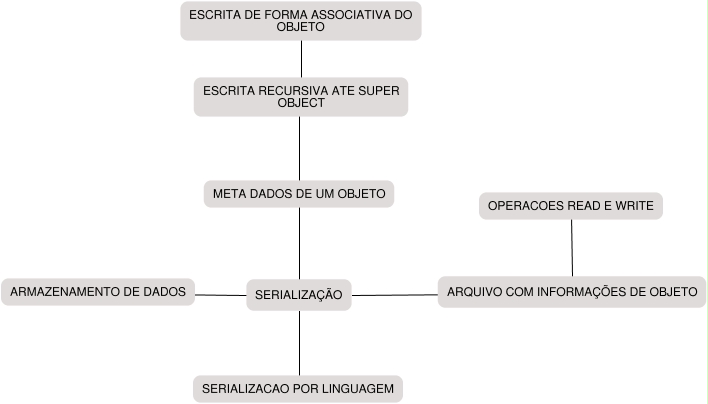 ESCRITA DE FORMA ASSOCIATIVA DO
OBJETO
ESCRITA RECURSIVA ATE SUPER
OBJECT
META DADOS DE UM OBJETO
OPERACOES READ E WRITE
ARMAZENAMENTO DE DADOS
SERIALIZAÇÃO
ARQUIVO COM INFORMAÇÕES DE OBJETO
SERIALIZACAO POR LINGUAGEM